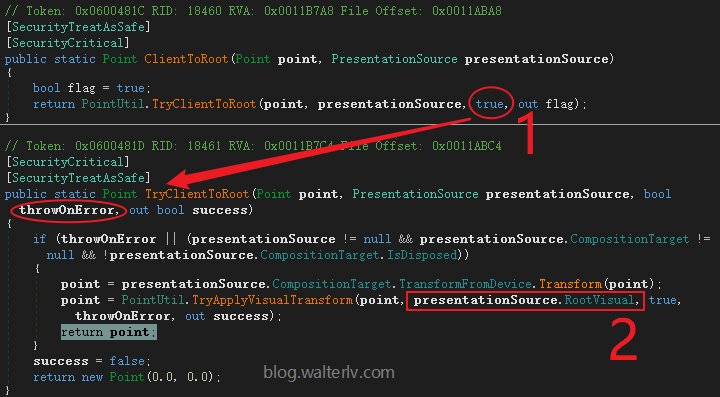 // Token: 0x0600481C RID: 18460 RVA: 0x0011B7A8 File Offset: 0x0011ABA8
[SecurityTreatAsSafe]
[SecurityCritical]
public static Point ClientToRoot(Point point, PresentationSource presentationSource)
{
bool flag = true;
return PointUtil.TryClientToRoot(point, presentationSource, true, out flag);
}
1
// Token: 0x0600481D RID: 18461 RVA: 0x0011B7C4 File Offset: 0x0011ABC4
[SecurityCritical]
[SecurityTreatAsSafe]
public static Point TryClientToRoot(Point point, PresentationSource presentationSource, bool
throwOnError, out bool success)
{
if (throwOnError || (presentationSource != null && presentationSource.CompositionTarget !=
null && !presentationSource.CompositionTarget.IsDisposed))
{
point = presentationSource.CompositionTarget.TransformFromDevice.Transform(point);
point = PointUtil.TryApplyVisualTransform(point, presentationSource.RootVisual, true,
throwOnError, out success);
return point;
2
}
success = false;
return new Point(0.0, 0.0);
}
blog.walterlv.com